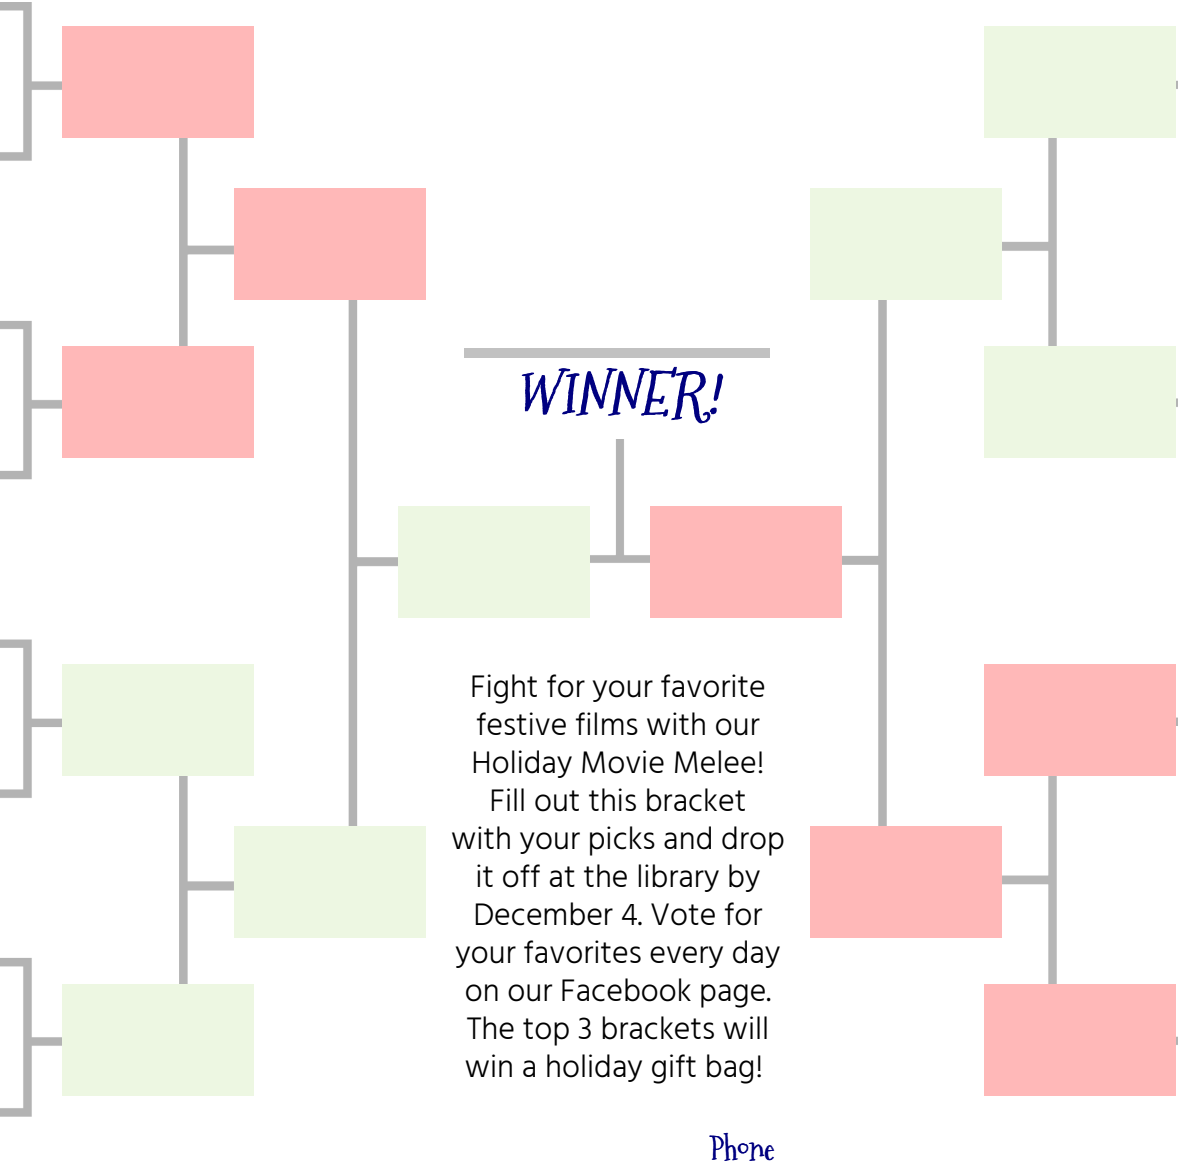 WINNER!
Fight for your favorite
festive films with our
Holiday Movie Melee!
Fill out this bracket
with your picks and drop
it off at the library by
December 4. Vote for
your favorites every day
on our Facebook page.
The top 3 brackets will
win a holiday gift bag!
Phone